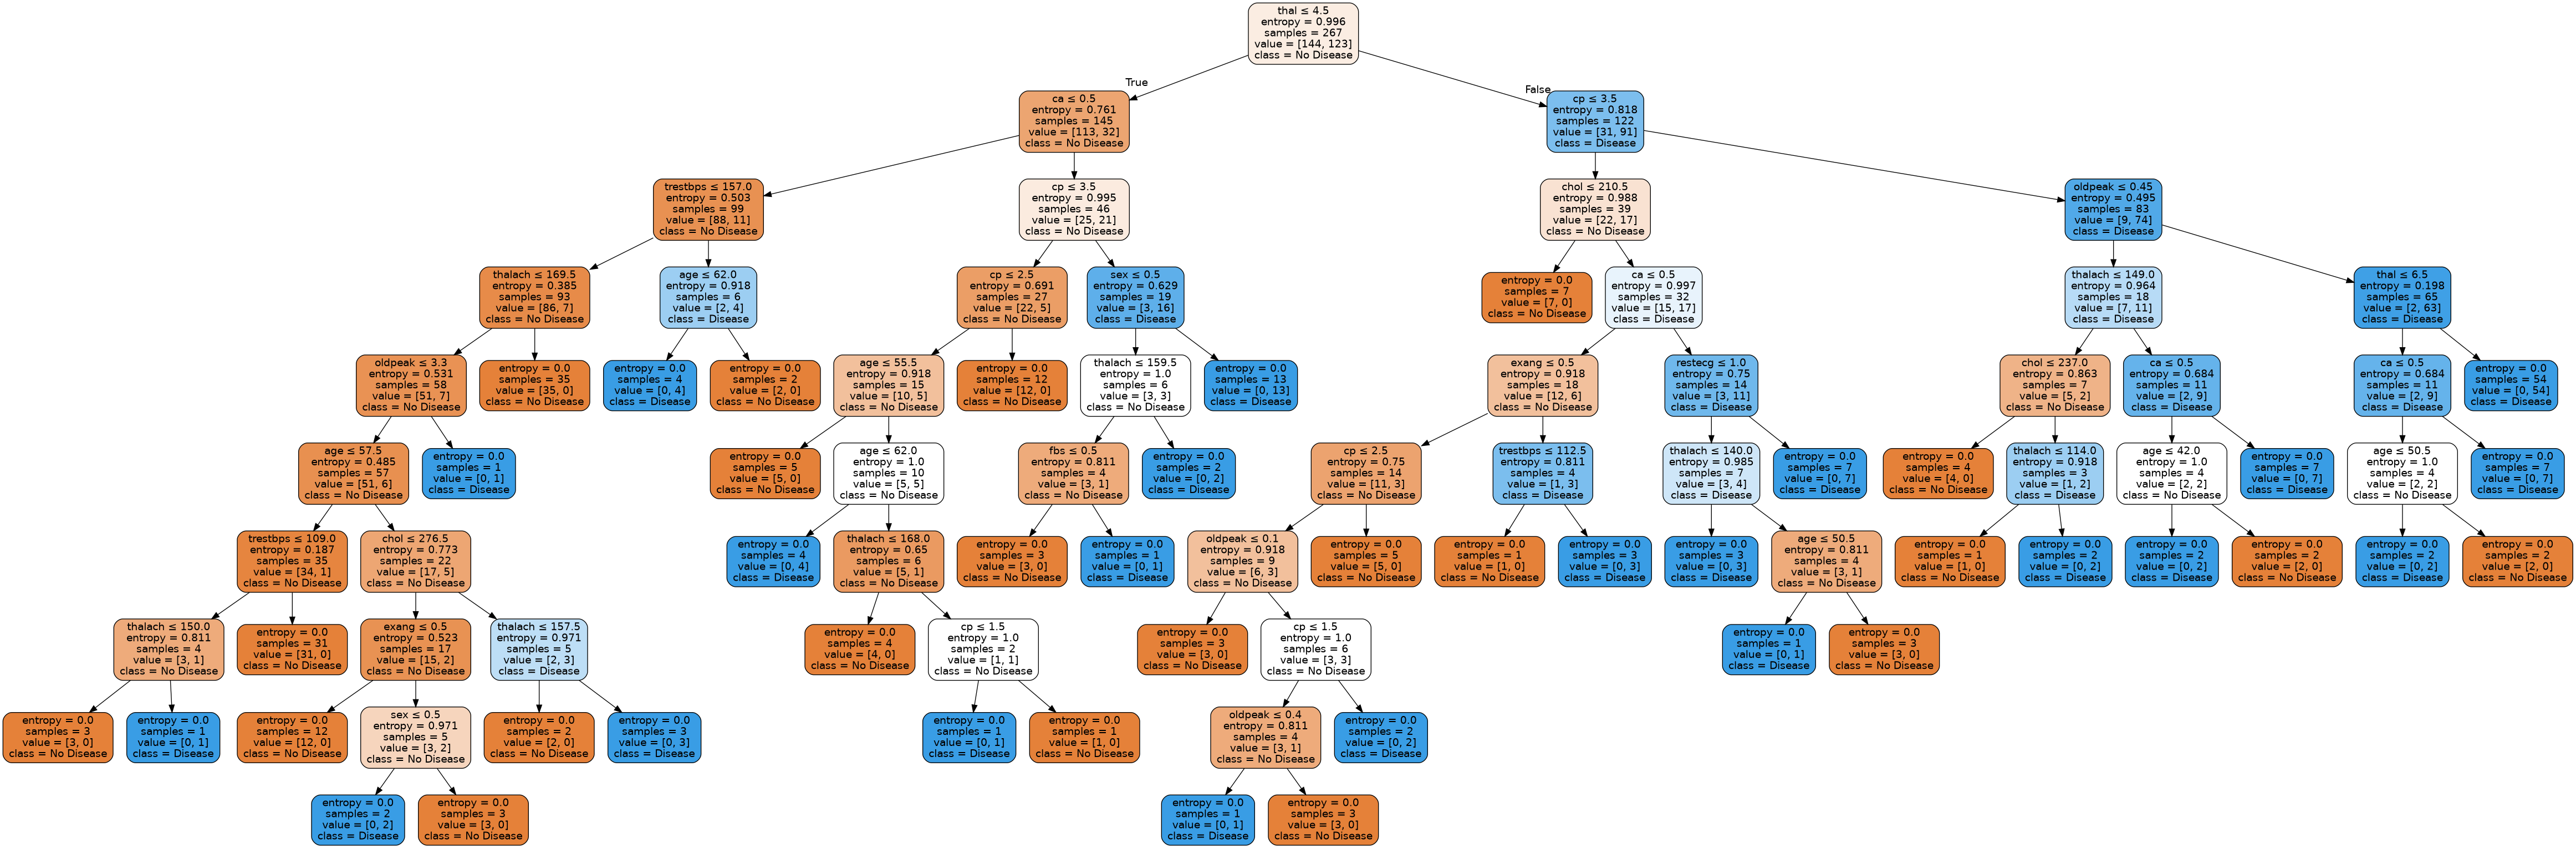 thal ≤ 4.5
entropy = 0.996
samples = 267
value = [144, 123]
class = No Disease
True
False
ca ≤ 0.5
entropy = 0.761
samples = 145
value = [113, 32]
class = No Disease
cp ≤ 3.5
entropy = 0.818
samples = 122
value = [31, 91]
class = Disease
trestbps ≤ 157.0
entropy = 0.503
samples = 99
value = [88, 11]
class = No Disease
cp ≤ 3.5
entropy = 0.995
samples = 46
value = [25, 21]
class = No Disease
chol ≤ 210.5
entropy = 0.988
samples = 39
value = [22, 17]
class = No Disease
oldpeak ≤ 0.45
entropy = 0.495
samples = 83
value = [9, 74]
class = Disease
thalach ≤ 169.5
entropy = 0.385
samples = 93
value = [86, 7]
class = No Disease
age ≤ 62.0
entropy = 0.918
samples = 6
value = [2, 4]
class = Disease
cp ≤ 2.5
entropy = 0.691
samples = 27
value = [22, 5]
class = No Disease
sex ≤ 0.5
entropy = 0.629
samples = 19
value = [3, 16]
class = Disease
entropy = 0.0
samples = 7
value = [7, 0]
class = No Disease
ca ≤ 0.5
entropy = 0.997
samples = 32
value = [15, 17]
class = Disease
thalach ≤ 149.0
entropy = 0.964
samples = 18
value = [7, 11]
class = Disease
thal ≤ 6.5
entropy = 0.198
samples = 65
value = [2, 63]
class = Disease
oldpeak ≤ 3.3
entropy = 0.531
samples = 58
value = [51, 7]
class = No Disease
entropy = 0.0
samples = 35
value = [35, 0]
class = No Disease
entropy = 0.0
samples = 4
value = [0, 4]
class = Disease
entropy = 0.0
samples = 2
value = [2, 0]
class = No Disease
age ≤ 55.5
entropy = 0.918
samples = 15
value = [10, 5]
class = No Disease
entropy = 0.0
samples = 12
value = [12, 0]
class = No Disease
thalach ≤ 159.5
entropy = 1.0
samples = 6
value = [3, 3]
class = No Disease
entropy = 0.0
samples = 13
value = [0, 13]
class = Disease
exang ≤ 0.5
entropy = 0.918
samples = 18
value = [12, 6]
class = No Disease
restecg ≤ 1.0
entropy = 0.75
samples = 14
value = [3, 11]
class = Disease
chol ≤ 237.0
entropy = 0.863
samples = 7
value = [5, 2]
class = No Disease
ca ≤ 0.5
entropy = 0.684
samples = 11
value = [2, 9]
class = Disease
ca ≤ 0.5
entropy = 0.684
samples = 11
value = [2, 9]
class = Disease
entropy = 0.0
samples = 54
value = [0, 54]
class = Disease
age ≤ 57.5
entropy = 0.485
samples = 57
value = [51, 6]
class = No Disease
entropy = 0.0
samples = 1
value = [0, 1]
class = Disease
entropy = 0.0
samples = 5
value = [5, 0]
class = No Disease
age ≤ 62.0
entropy = 1.0
samples = 10
value = [5, 5]
class = No Disease
fbs ≤ 0.5
entropy = 0.811
samples = 4
value = [3, 1]
class = No Disease
entropy = 0.0
samples = 2
value = [0, 2]
class = Disease
cp ≤ 2.5
entropy = 0.75
samples = 14
value = [11, 3]
class = No Disease
trestbps ≤ 112.5
entropy = 0.811
samples = 4
value = [1, 3]
class = Disease
thalach ≤ 140.0
entropy = 0.985
samples = 7
value = [3, 4]
class = Disease
entropy = 0.0
samples = 7
value = [0, 7]
class = Disease
entropy = 0.0
samples = 4
value = [4, 0]
class = No Disease
thalach ≤ 114.0
entropy = 0.918
samples = 3
value = [1, 2]
class = Disease
age ≤ 42.0
entropy = 1.0
samples = 4
value = [2, 2]
class = No Disease
entropy = 0.0
samples = 7
value = [0, 7]
class = Disease
age ≤ 50.5
entropy = 1.0
samples = 4
value = [2, 2]
class = No Disease
entropy = 0.0
samples = 7
value = [0, 7]
class = Disease
trestbps ≤ 109.0
entropy = 0.187
samples = 35
value = [34, 1]
class = No Disease
chol ≤ 276.5
entropy = 0.773
samples = 22
value = [17, 5]
class = No Disease
entropy = 0.0
samples = 4
value = [0, 4]
class = Disease
thalach ≤ 168.0
entropy = 0.65
samples = 6
value = [5, 1]
class = No Disease
entropy = 0.0
samples = 3
value = [3, 0]
class = No Disease
entropy = 0.0
samples = 1
value = [0, 1]
class = Disease
oldpeak ≤ 0.1
entropy = 0.918
samples = 9
value = [6, 3]
class = No Disease
entropy = 0.0
samples = 5
value = [5, 0]
class = No Disease
entropy = 0.0
samples = 1
value = [1, 0]
class = No Disease
entropy = 0.0
samples = 3
value = [0, 3]
class = Disease
entropy = 0.0
samples = 3
value = [0, 3]
class = Disease
age ≤ 50.5
entropy = 0.811
samples = 4
value = [3, 1]
class = No Disease
entropy = 0.0
samples = 1
value = [1, 0]
class = No Disease
entropy = 0.0
samples = 2
value = [0, 2]
class = Disease
entropy = 0.0
samples = 2
value = [0, 2]
class = Disease
entropy = 0.0
samples = 2
value = [2, 0]
class = No Disease
entropy = 0.0
samples = 2
value = [0, 2]
class = Disease
entropy = 0.0
samples = 2
value = [2, 0]
class = No Disease
thalach ≤ 150.0
entropy = 0.811
samples = 4
value = [3, 1]
class = No Disease
entropy = 0.0
samples = 31
value = [31, 0]
class = No Disease
exang ≤ 0.5
entropy = 0.523
samples = 17
value = [15, 2]
class = No Disease
thalach ≤ 157.5
entropy = 0.971
samples = 5
value = [2, 3]
class = Disease
entropy = 0.0
samples = 4
value = [4, 0]
class = No Disease
cp ≤ 1.5
entropy = 1.0
samples = 2
value = [1, 1]
class = No Disease
entropy = 0.0
samples = 3
value = [3, 0]
class = No Disease
cp ≤ 1.5
entropy = 1.0
samples = 6
value = [3, 3]
class = No Disease
entropy = 0.0
samples = 1
value = [0, 1]
class = Disease
entropy = 0.0
samples = 3
value = [3, 0]
class = No Disease
entropy = 0.0
samples = 3
value = [3, 0]
class = No Disease
entropy = 0.0
samples = 1
value = [0, 1]
class = Disease
entropy = 0.0
samples = 12
value = [12, 0]
class = No Disease
sex ≤ 0.5
entropy = 0.971
samples = 5
value = [3, 2]
class = No Disease
entropy = 0.0
samples = 2
value = [2, 0]
class = No Disease
entropy = 0.0
samples = 3
value = [0, 3]
class = Disease
entropy = 0.0
samples = 1
value = [0, 1]
class = Disease
entropy = 0.0
samples = 1
value = [1, 0]
class = No Disease
oldpeak ≤ 0.4
entropy = 0.811
samples = 4
value = [3, 1]
class = No Disease
entropy = 0.0
samples = 2
value = [0, 2]
class = Disease
entropy = 0.0
samples = 2
value = [0, 2]
class = Disease
entropy = 0.0
samples = 3
value = [3, 0]
class = No Disease
entropy = 0.0
samples = 1
value = [0, 1]
class = Disease
entropy = 0.0
samples = 3
value = [3, 0]
class = No Disease